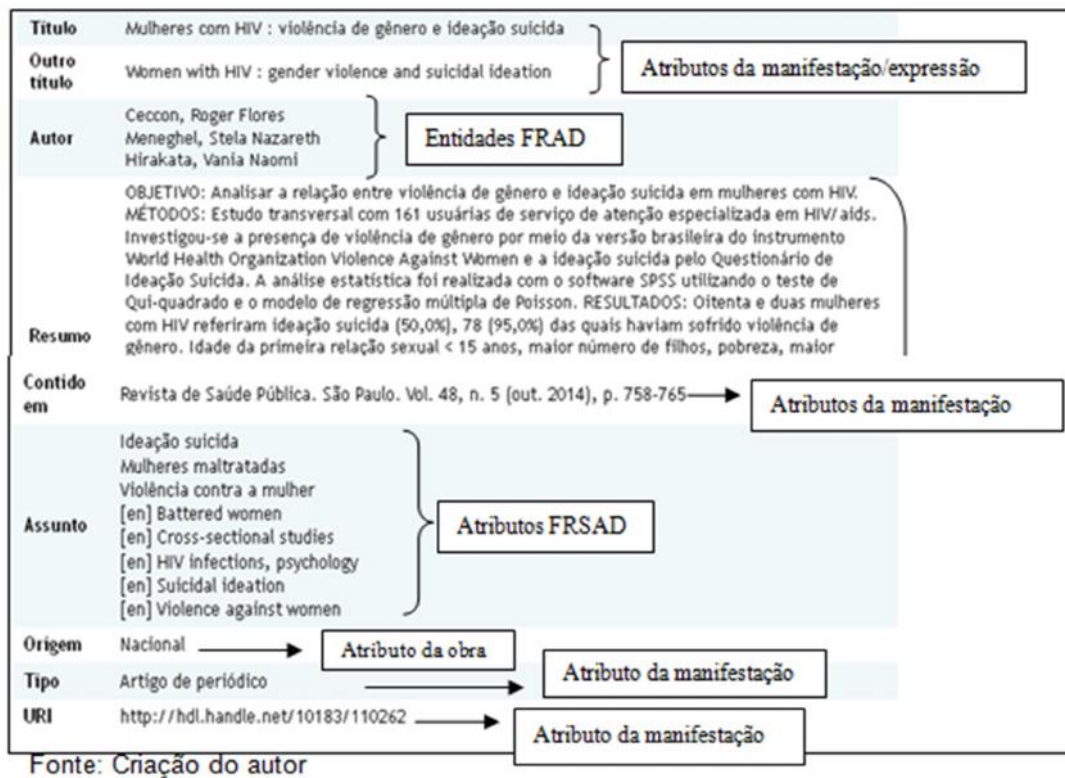 Título Mulheres com HIV : violência de gênero e ideação suicida
Outro título Women with HIV : gender violence and suicidal ideation
Atributos da manifestação/expressão
Autor
Ceccon, Roger Flores
Meneghel, Stela Nazareth
Hirakata, Vania Naomi
Entidades FRAD
Resumo
OBJETIVO: Analisar a relação entre violência de gênero e ideação suicida em mulheres com HIV.
MÉTODOS: Estudo transversal com 161 usuárias de serviço de atenção especializada em HIV/aids.
Investigou-se a presença de violência de gênero por meio da versão brasileira do instrumento
World Health Organization Violence Against Women e a ideação suicida pelo Questionário de
Ideação Suicida. A análise estatística foi realizada com o software SPSS utilizando o teste de
Qui-quadrado e o modelo de regressão múltipla de Poisson. RESULTADOS: Oitenta e duas mulheres
com HIV referiram ideação suicida (50,0%), 78 (95,0%) das quais haviam sofrido violência de
gênero. Idade da primeira relação sexual < 15 anos, maior número de filhos, pobreza, maior
Contido em Revista de Saúde Pública. São Paulo. Vol. 48, n. 5 (out. 2014), p. 758-765
Atributos da manifestação
Assunto
Ideação suicida
Mulheres maltratadas
Violência contra a mulher
[en] Battered women
[en] Cross-sectional studies
[en] HIV infections, psychology
[en] Suicidal ideation
[en] Violence against women
Atributos FRSAD
Origem Nacional
Atributo da obra
Tipo Artigo de periódico
Atributo da manifestação
URI http://hdl.handle.net/10183/110262
Atributo da manifestação
Fonte: Criação do autor